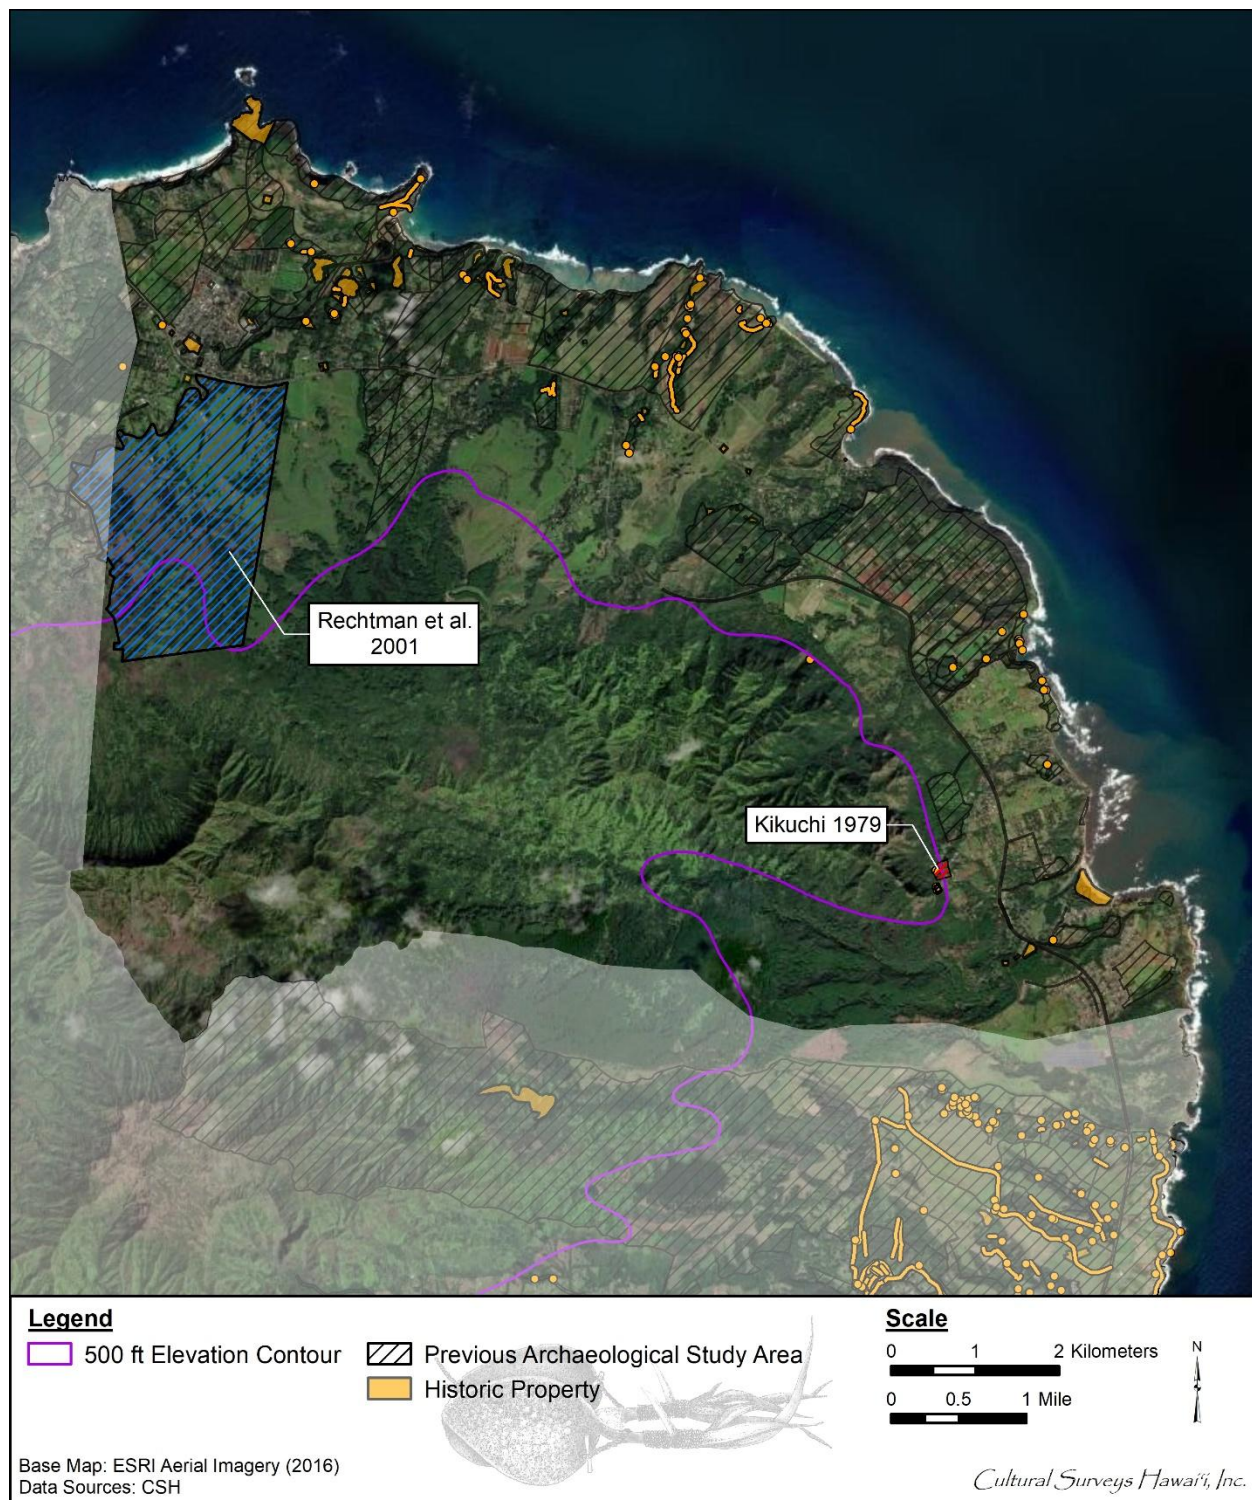 Rechtman et al.
2001
Kikuchi 1979
Legend
500 ft Elevation Contour
Previous Archaeological Study Area
Historic Property
Scale
0 1 2 Kilometers
0 0.5 1 Mile
N
Base Map: ESRI Aerial Imagery (2016)
Data Sources: CSH
Cultural Surveys Hawai‘i, Inc.